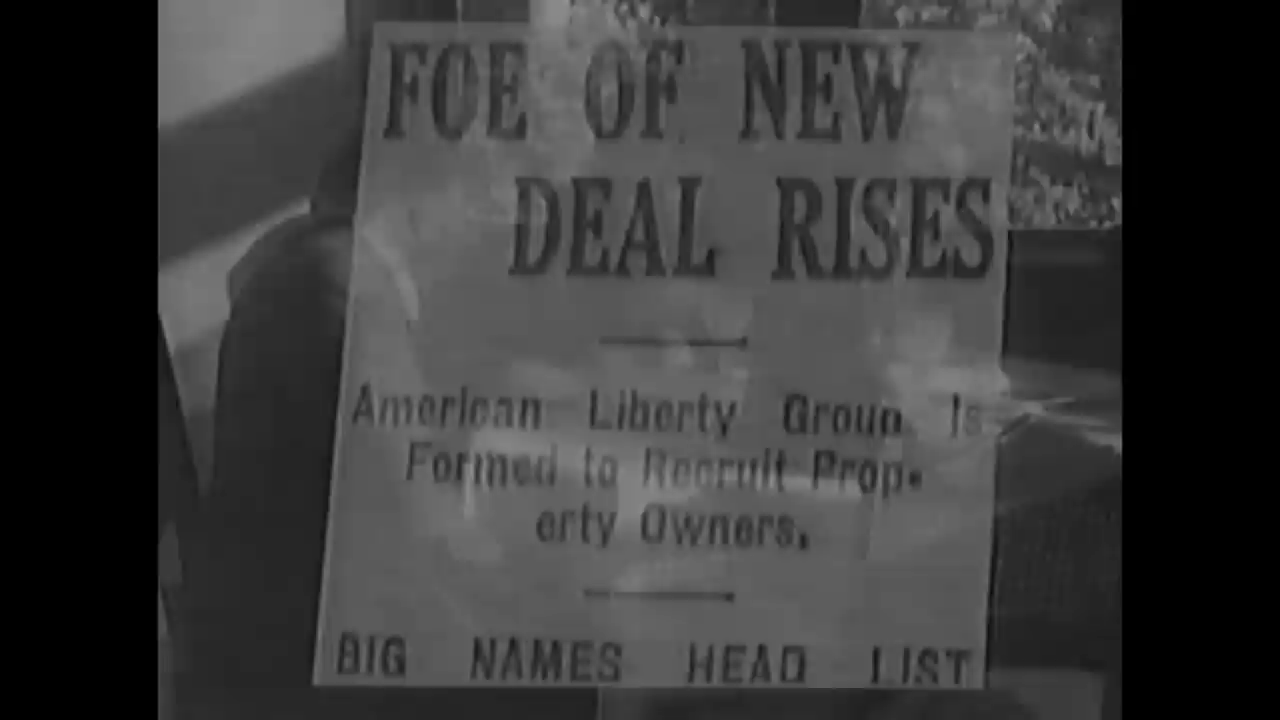 FOE OF NEW
DEAL RISES
American Liberty Group Is
Formed to Recruit Prop-
erty Owners.
BIG NAMES HEAD LIST